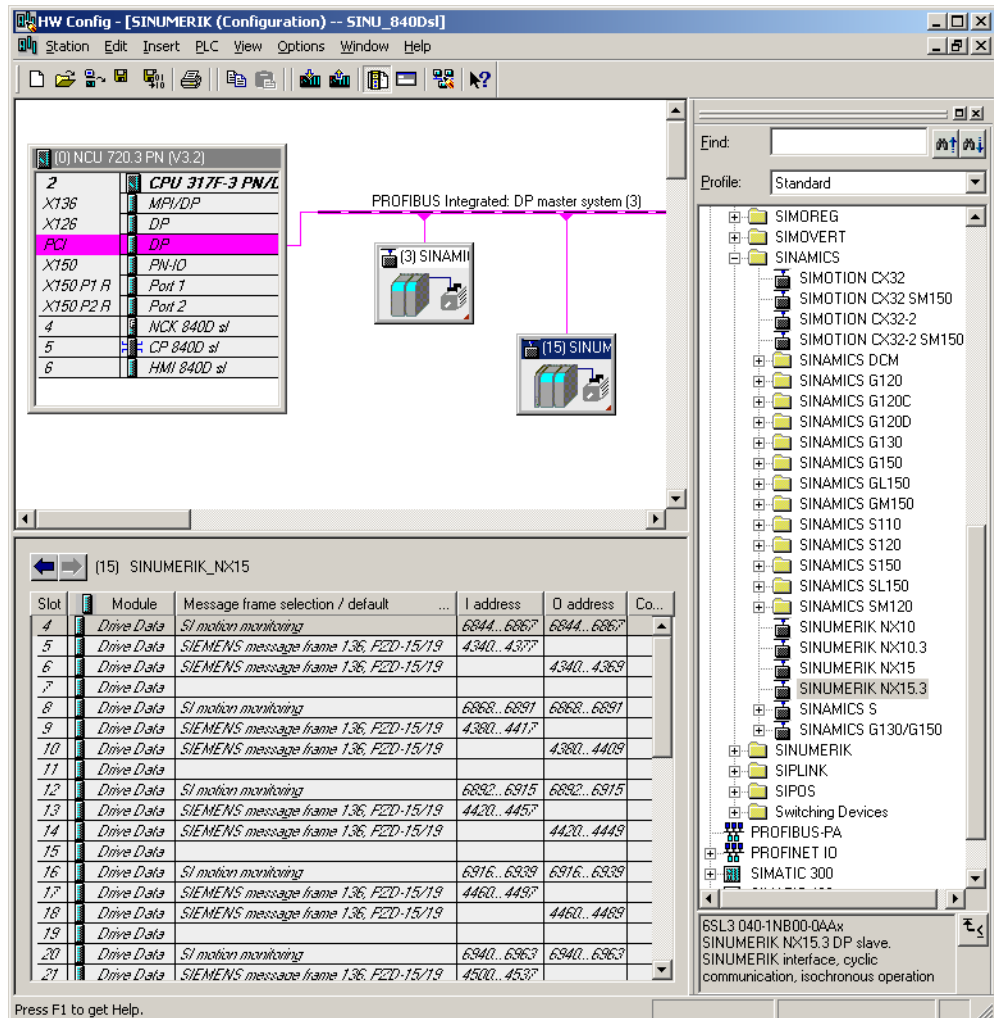 HW Config - [SINUMERIK (Configuration) -- SINU_840Dsl]
Station Edit Insert PLC View Options Window Help
(0) NCU 720.3 PN (V3.2)
2 CPU 317F-3 PN/D
X136 MPI/DP
X126 DP
PCI DP
X150 PN-IO
X150 P1 R Port 1
X150 P2 R Port 2
4 NCK 840D sl
5 CP 840D sl
6 HMI 840D sl
PROFIBUS Integrated: DP master system (3)
(3) SINAMI
(15) SINUM
(15) SINUMERIK_NX15
Slot Module Message frame selection / default ... I address O address Co...
4 Drive Data SI motion monitoring 6844...6867 6844...6867
5 Drive Data SIEMENS message frame 136, PZD-15/19 4340...4377
6 Drive Data SIEMENS message frame 136, PZD-15/19 4340...4369
7 Drive Data
8 Drive Data SI motion monitoring 6868...6891 6868...6891
9 Drive Data SIEMENS message frame 136, PZD-15/19 4380...4417
10 Drive Data SIEMENS message frame 136, PZD-15/19 4380...4409
11 Drive Data
12 Drive Data SI motion monitoring 6892...6915 6892...6915
13 Drive Data SIEMENS message frame 136, PZD-15/19 4420...4457
14 Drive Data SIEMENS message frame 136, PZD-15/19 4420...4449
15 Drive Data
16 Drive Data SI motion monitoring 6916...6939 6916...6939
17 Drive Data SIEMENS message frame 136, PZD-15/19 4460...4497
18 Drive Data SIEMENS message frame 136, PZD-15/19 4460...4489
19 Drive Data
20 Drive Data SI motion monitoring 6940...6963 6940...6963
21 Drive Data SIEMENS message frame 136, PZD-15/19 4500...4537
Find:
Profile: Standard
SIMOREG
SIMOVERT
SINAMICS
SIMOTION CX32
SIMOTION CX32 SM150
SIMOTION CX32-2
SIMOTION CX32-2 SM150
SINAMICS DCM
SINAMICS G120
SINAMICS G120C
SINAMICS G120D
SINAMICS G130
SINAMICS G150
SINAMICS GL150
SINAMICS GM150
SINAMICS S110
SINAMICS S120
SINAMICS S150
SINAMICS SL150
SINAMICS SM120
SINUMERIK NX10
SINUMERIK NX10.3
SINUMERIK NX15
SINUMERIK NX15.3
SINAMICS S
SINAMICS G130/G150
SINUMERIK
SIPLINK
SIPOS
Switching Devices
PROFIBUS-PA
PROFINET IO
SIMATIC 300
6SL3 040-1NB00-0AAx
SINUMERIK NX15.3 DP slave.
SINUMERIK interface, cyclic
communication, isochronous operation
Press F1 to get Help.